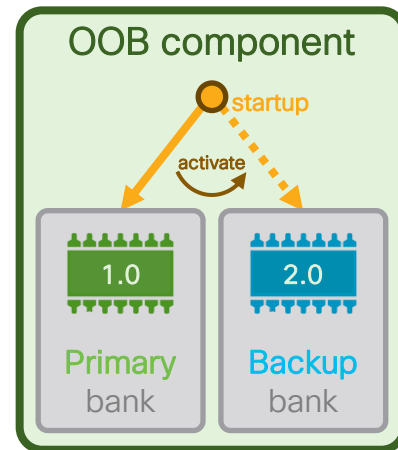 OOB component
startup
activate
1.0
2.0
Primary
bank
Backup
bank